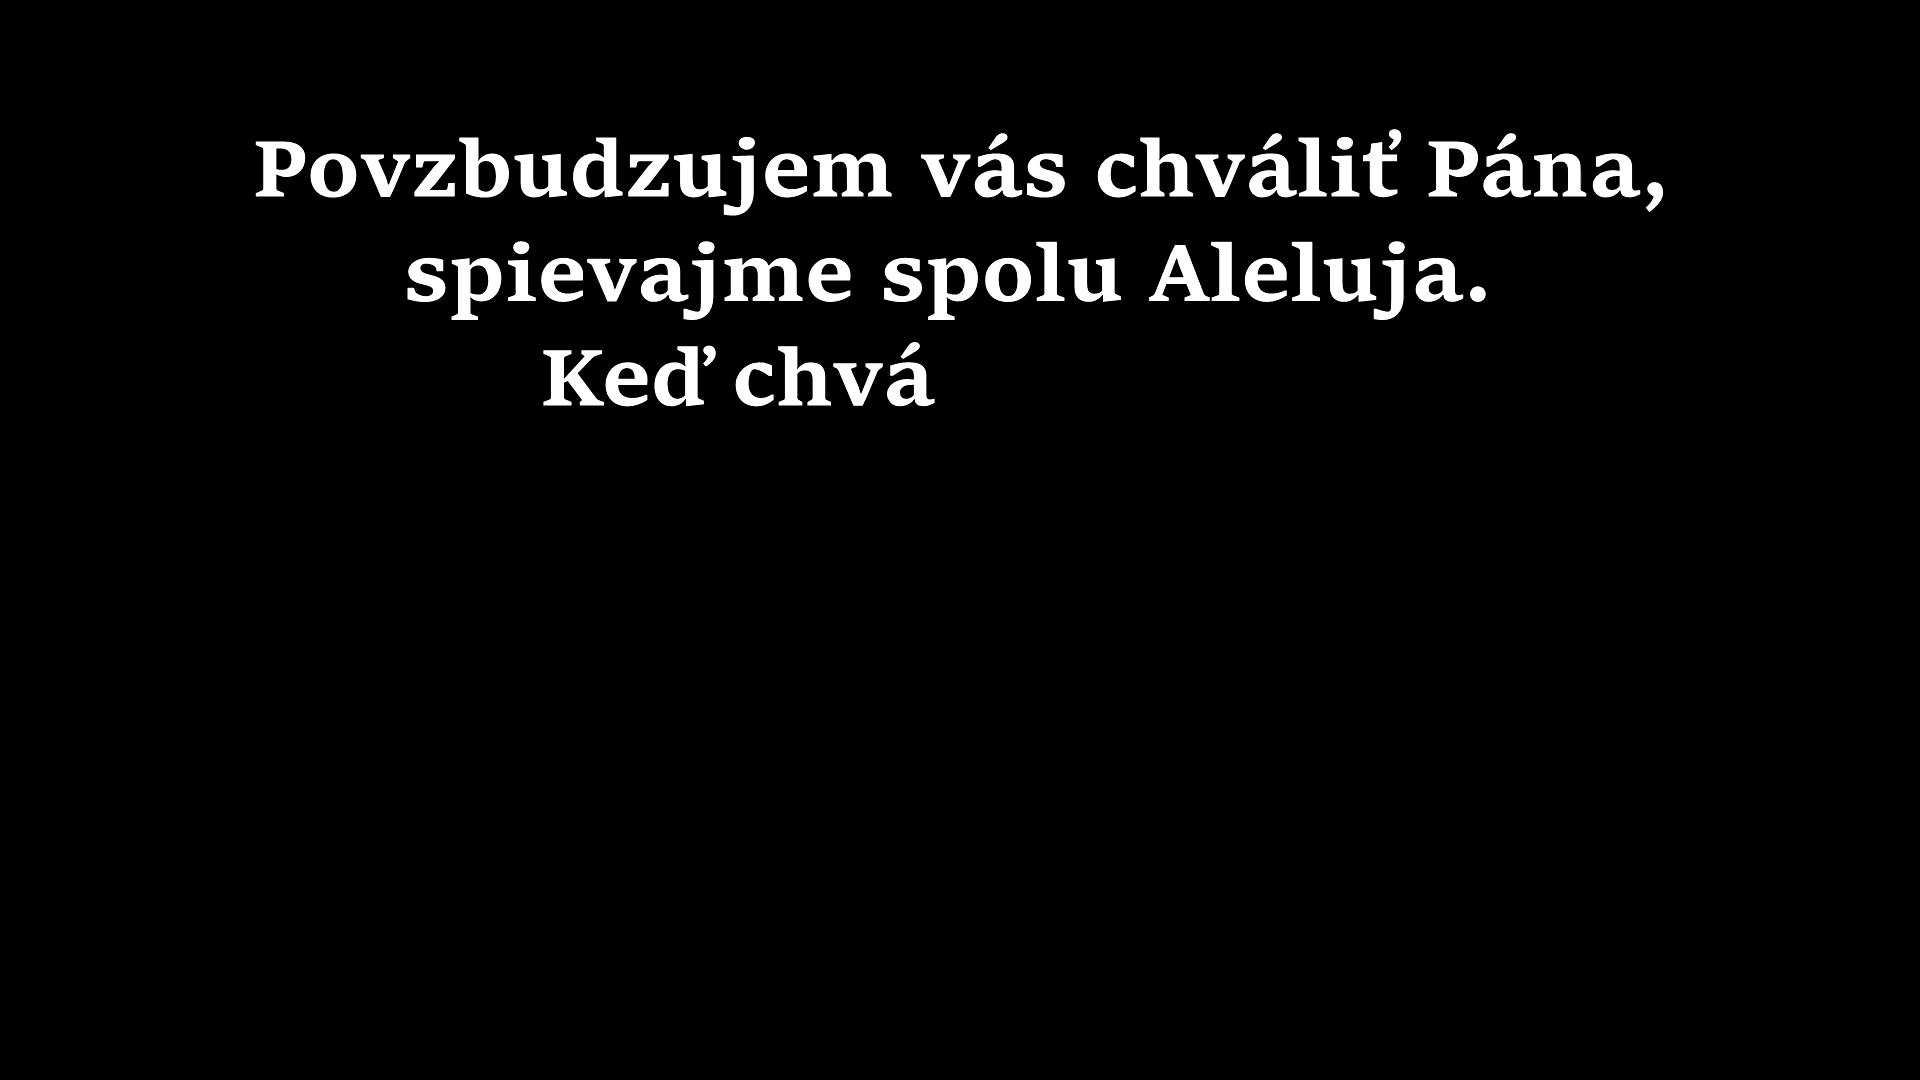 Povzbudzujem vás chváliť Pána,
spievajme spolu Aleluja.
Keď chvá